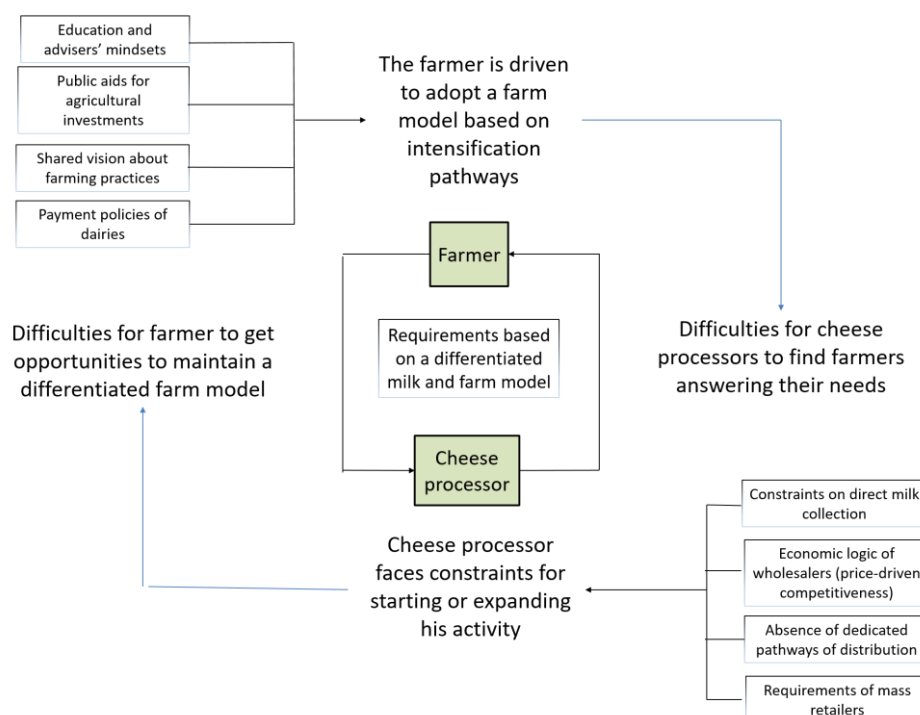 Education and
advisers’ mindsets
Public aids for
agricultural
investments
Shared vision about
farming practices
Payment policies of
dairies
The farmer is driven
to adopt a farm
model based on
intensification
pathways
Farmer
Requirements based
on a differentiated
milk and farm model
Cheese
processor
Difficulties for farmer to get
opportunities to maintain a
differentiated farm model
Difficulties for cheese
processors to find farmers
answering their needs
Cheese processor
faces constraints for
starting or expanding
his activity
Constraints on direct milk
collection
Economic logic of
wholesalers (price-driven
competitiveness)
Absence of dedicated
pathways of distribution
Requirements of mass
retailers